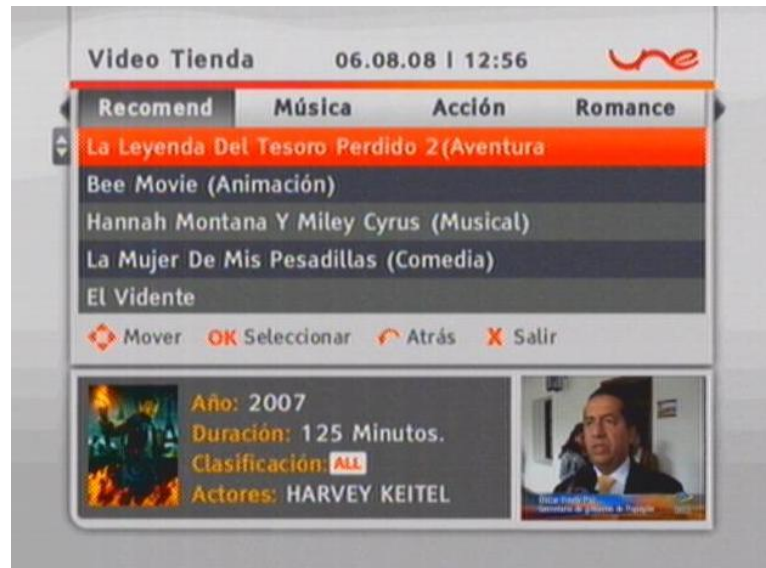 Video Tienda 06.08.08 | 12:56 une
Recomend Música Acción Romance
La Leyenda Del Tesoro Perdido 2(Aventura
Bee Movie (Animación)
Hannah Montana Y Miley Cyrus (Musical)
La Mujer De Mis Pesadillas (Comedia)
El Vidente
Mover OK Seleccionar Atrás X Salir
Año: 2007
Duración: 125 Minutos.
Clasificación: ALL
Actores: HARVEY KEITEL